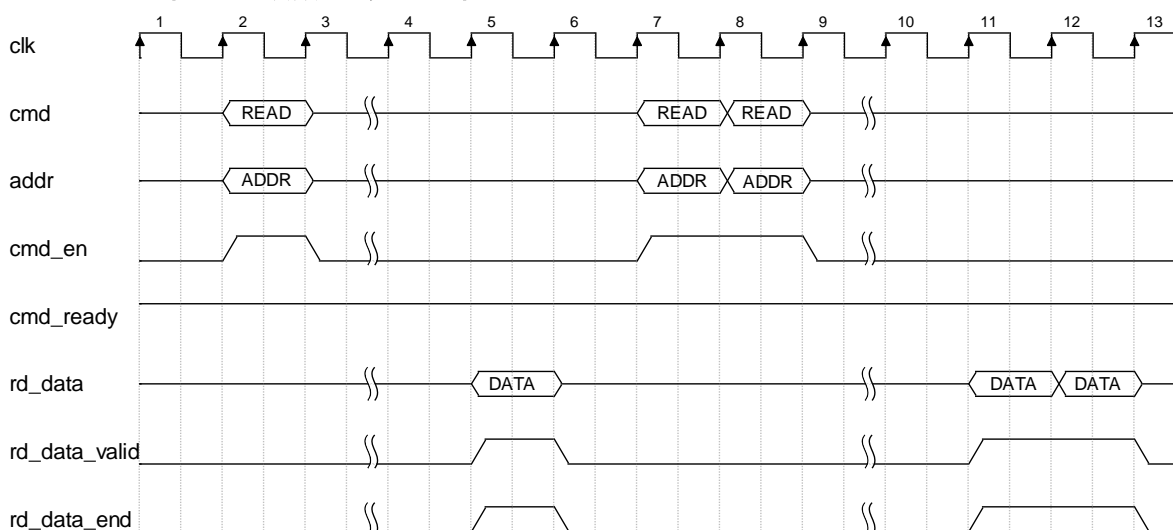 1 2 3 4 5 6 7 8 9 10 11 12 13
clk
cmd READ READ READ
addr ADDR ADDR ADDR
cmd_en
cmd_ready
rd_data DATA DATA DATA
rd_data_valid
rd_data_end